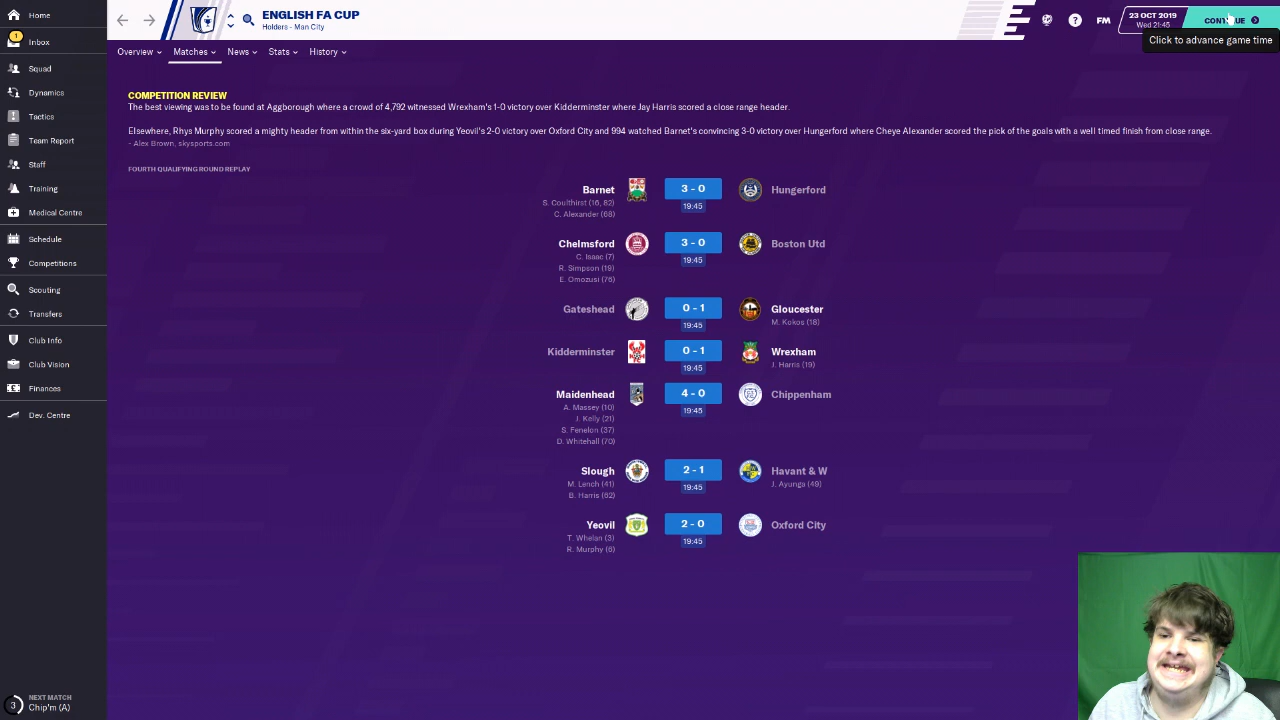 ENGLISH FA CUP
Holders - Man City
?
FM
23 OCT 2019
Wed 21:45
Click to advance game time
1
Inbox
Squad
Dynamics
Tactics
Team Report
Staff
Training
Medical Centre
Schedule
Competitions
Scouting
Transfers
Club Info
Club Vision
Finances
Dev. Centre
3
NEXT MATCH
Chip'm (A)
Overview
Matches
News
Stats
History
COMPETITION REVIEW
The best viewing was to be found at Aggborough where a crowd of 4,792 witnessed Wrexham's 1-0 victory over Kidderminster where Jay Harris scored a close range header.
Elsewhere, Rhys Murphy scored a mighty header from within the six-yard box during Yeovil's 2-0 victory over Oxford City and 994 watched Barnet's convincing 3-0 victory over Hungerford where Cheye Alexander scored the pick of the goals with a well timed finish from close range.
- Alex Brown, skysports.com
FOURTH QUALIFYING ROUND REPLAY
Barnet 3 - 0 Hungerford
S. Coulthirst (16, 82) 19:45
C. Alexander (68)
Chelmsford 3 - 0 Boston Utd
C. Isaac (7) 19:45
R. Simpson (19)
E. Omozusi (76)
Gateshead 0 - 1 Gloucester
19:45 M. Kokos (18)
Kidderminster 0 - 1 Wrexham
19:45 J. Harris (19)
Maidenhead 4 - 0 Chippenham
A. Massey (10) 19:45
J. Kelly (21)
S. Fenelon (37)
D. Whitehall (70)
Slough 2 - 1 Havant & W
M. Lench (41) 19:45 J. Ayunga (49)
B. Harris (62)
Yeovil 2 - 0 Oxford City
T. Whelan (3) 19:45
R. Murphy (6)